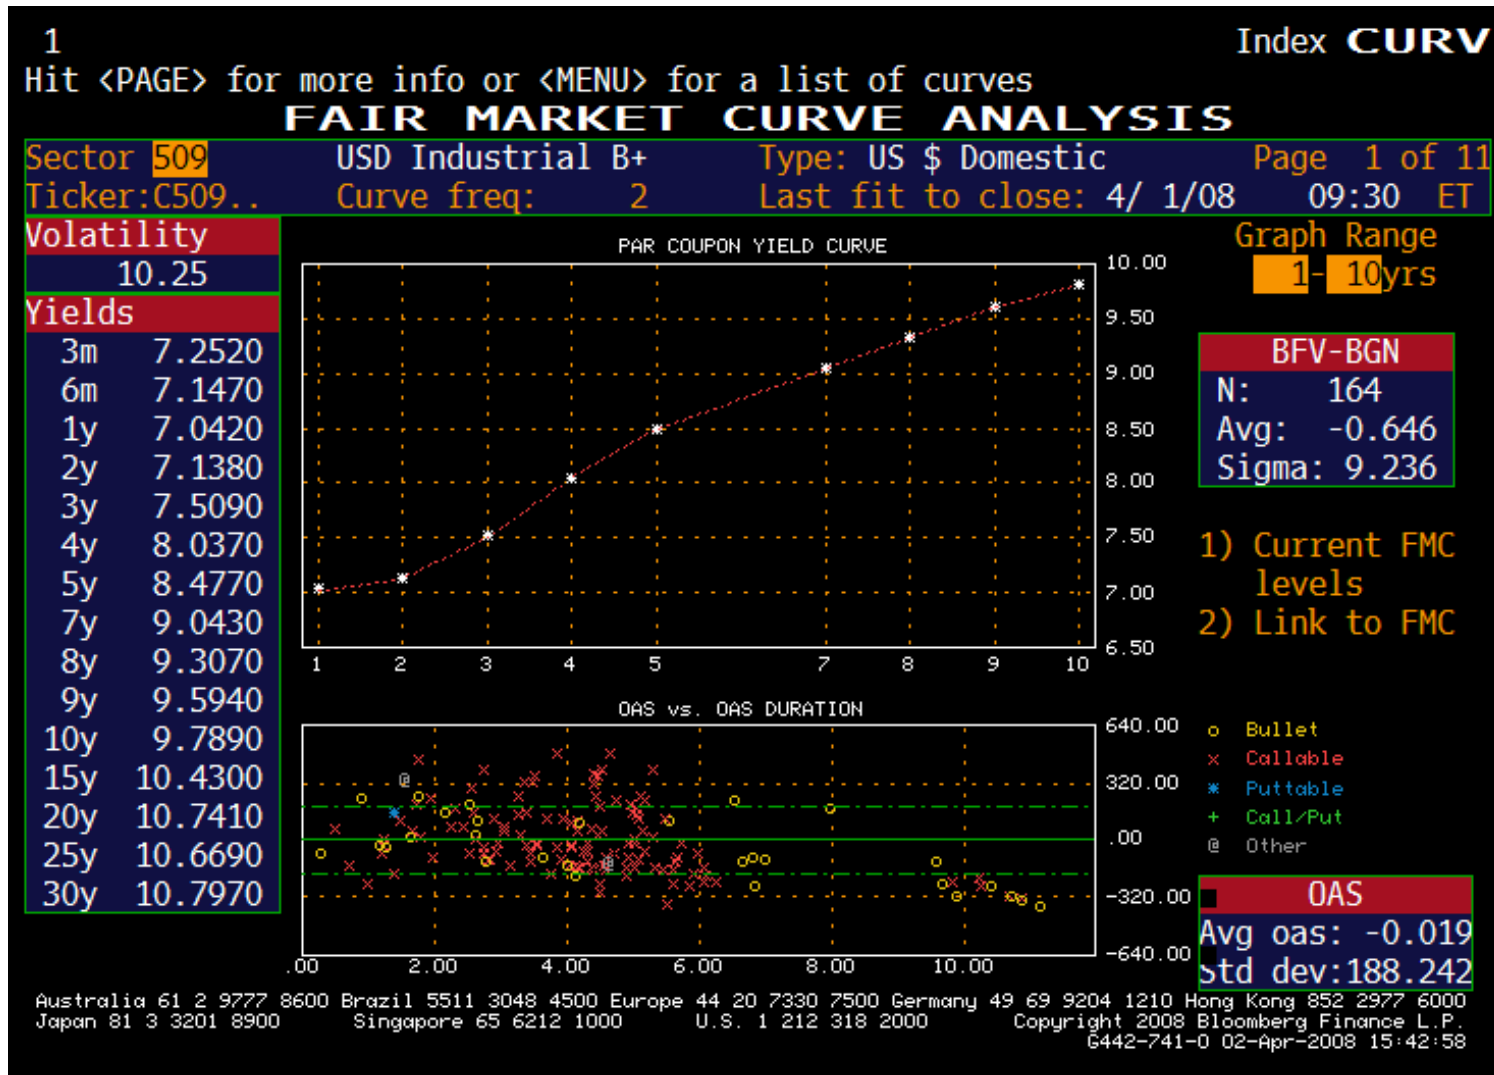 1 Index CURV
Hit <PAGE> for more info or <MENU> for a list of curves
FAIR MARKET CURVE ANALYSIS
Sector 509 USD Industrial B+ Type: US $ Domestic Page 1 of 11
Ticker:C509.. Curve freq: 2 Last fit to close: 4/ 1/08 09:30 ET
Volatility
10.25
Yields
3m 7.2520
6m 7.1470
1y 7.0420
2y 7.1380
3y 7.5090
4y 8.0370
5y 8.4770
7y 9.0430
8y 9.3070
9y 9.5940
10y 9.7890
15y 10.4300
20y 10.7410
25y 10.6690
30y 10.7970
PAR COUPON YIELD CURVE
10.00
9.50
9.00
8.50
8.00
7.50
7.00
6.50
1 2 3 4 5 7 8 9 10
Graph Range
1- 10yrs
BFV-BGN
N: 164
Avg: -0.646
Sigma: 9.236
1) Current FMC
levels
2) Link to FMC
OAS vs. OAS DURATION
640.00
320.00
.00
-320.00
-640.00
.00 2.00 4.00 6.00 8.00 10.00
o Bullet
× Callable
* Puttable
+ Call/Put
@ Other
OAS
Avg oas: -0.019
Std dev:188.242
Australia 61 2 9777 8600 Brazil 5511 3048 4500 Europe 44 20 7330 7500 Germany 49 69 9204 1210 Hong Kong 852 2977 6000
Japan 81 3 3201 8900 Singapore 65 6212 1000 U.S. 1 212 318 2000 Copyright 2008 Bloomberg Finance L.P.
G442-741-0 02-Apr-2008 15:42:58